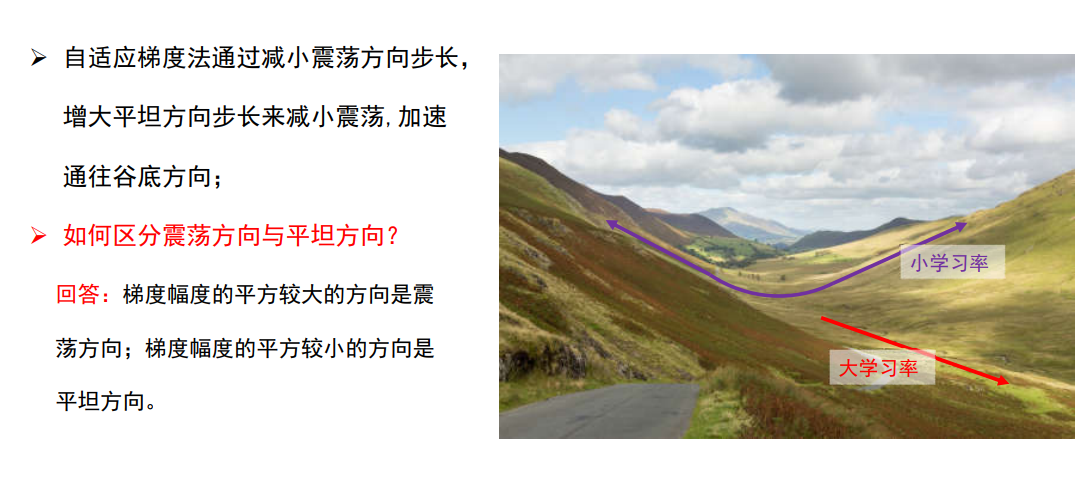 自适应梯度法通过减小震荡方向步长，
增大平坦方向步长来减小震荡,加速
通往谷底方向；
如何区分震荡方向与平坦方向？
回答：梯度幅度的平方较大的方向是震
荡方向；梯度幅度的平方较小的方向是
平坦方向。
小学习率
大学习率